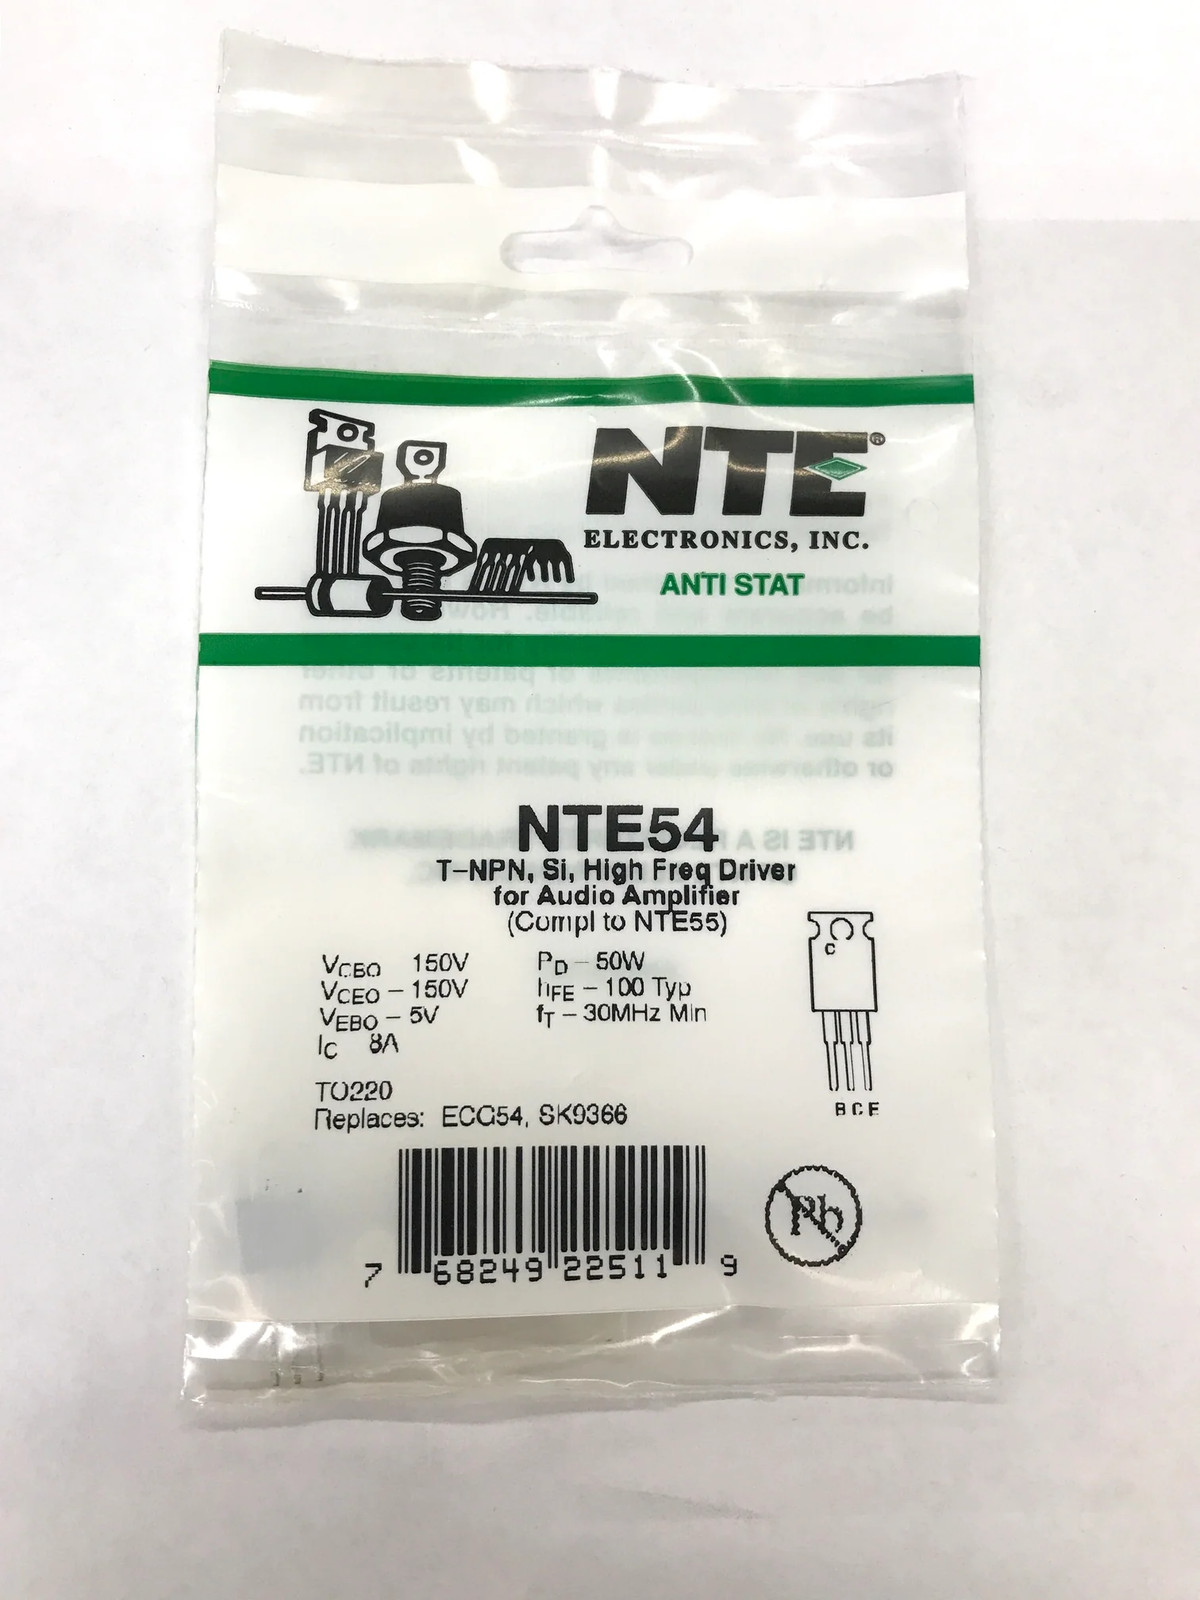 NTE®
ELECTRONICS, INC.
ANTI STAT
NTE54
T-NPN, Si, High Freq Driver
for Audio Amplifier
(Compl to NTE55)
VCBO 150V
VCEO – 150V
VEBO – 5V
IC 8A
PD – 50W
hFE – 100 Typ
fT – 30MHz Min
C
B C E
TO220
Replaces: ECG54, SK9366
Pb
7 68249 22511 9